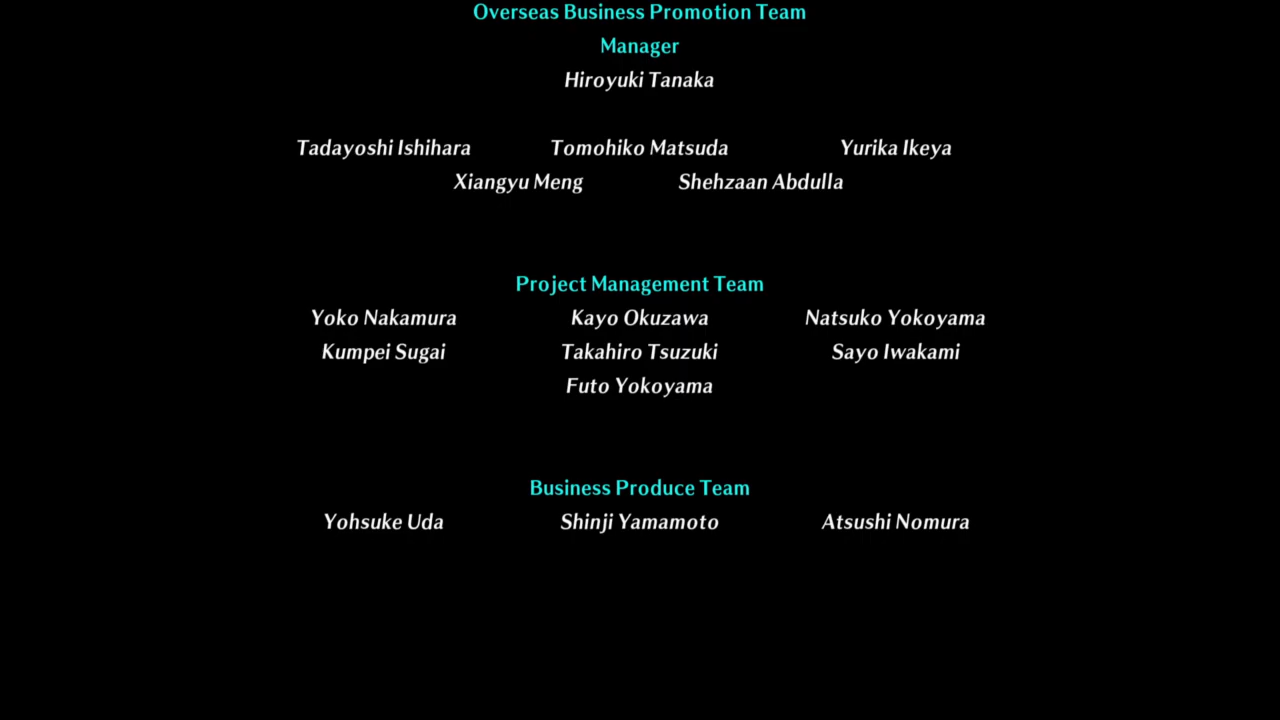 Overseas Business Promotion Team
Manager
Hiroyuki Tanaka
Tadayoshi Ishihara Tomohiko Matsuda Yurika Ikeya
Xiangyu Meng Shehzaan Abdulla
Project Management Team
Yoko Nakamura Kayo Okuzawa Natsuko Yokoyama
Kumpei Sugai Takahiro Tsuzuki Sayo Iwakami
Futo Yokoyama
Business Produce Team
Yohsuke Uda Shinji Yamamoto Atsushi Nomura